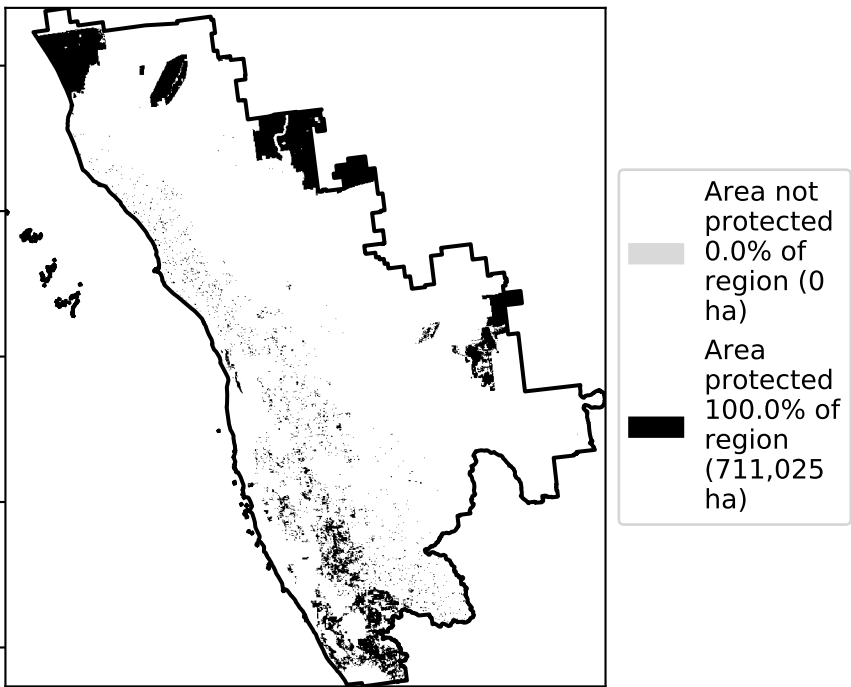 Area not
protected
0.0% of
region (0
ha)
Area
protected
100.0% of
region
(711,025
ha)